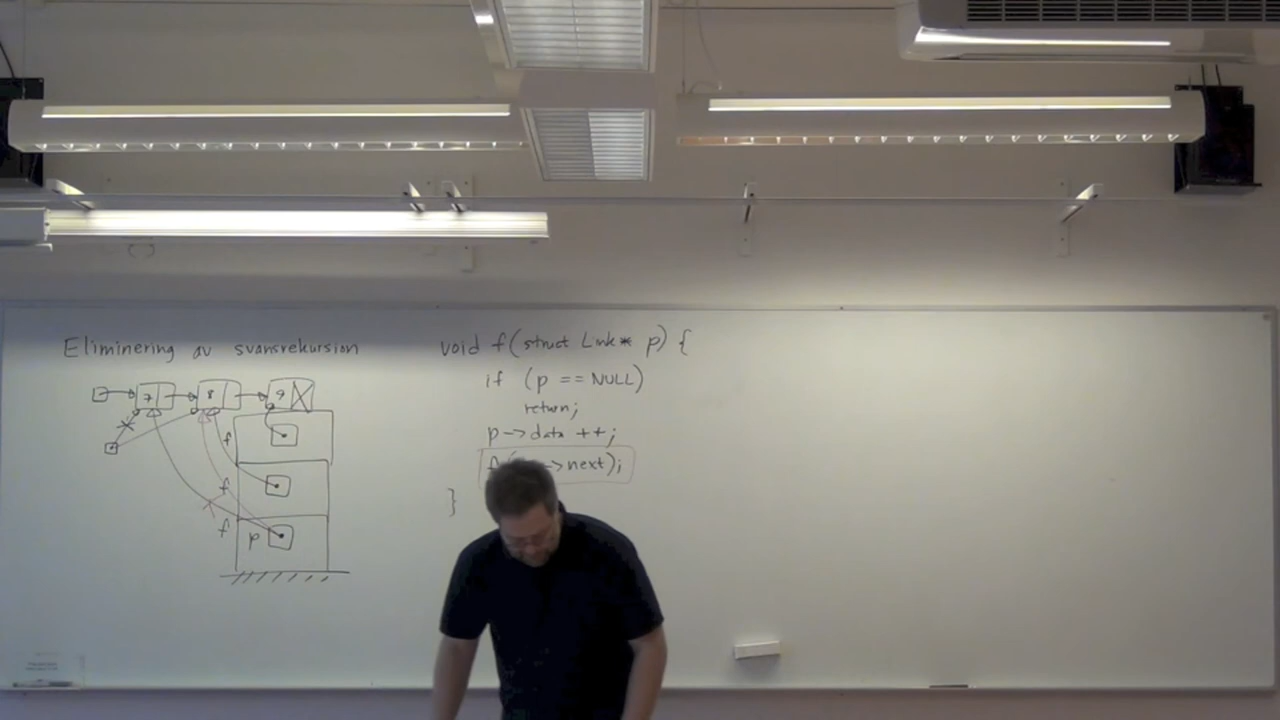 Eliminering av svansrekursion
7 8 9
f
f
f
p
void f(struct Link* p) {
if (p == NULL)
return;
p->data ++;
f( ->next);
}